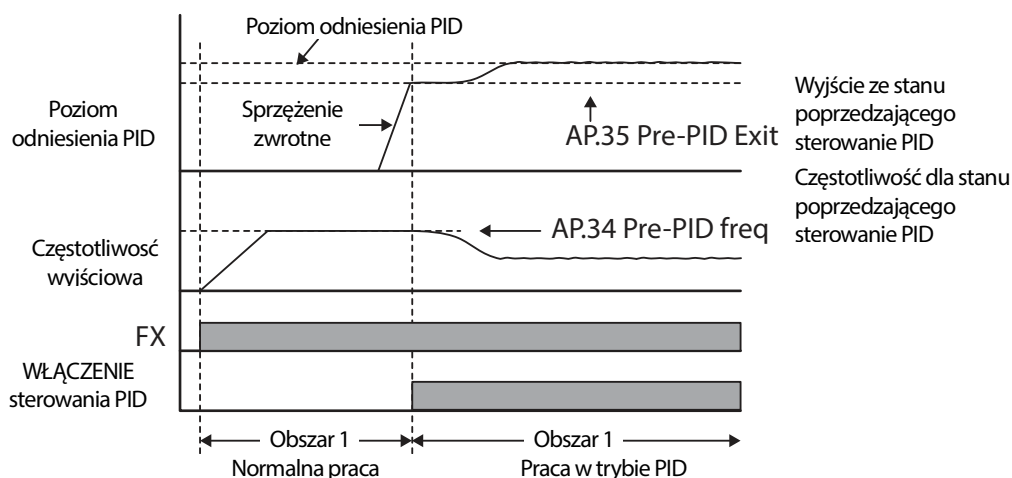 Poziom odniesienia PID
Poziom
odniesienia PID
Sprzężenie
zwrotne
AP.35 Pre-PID Exit
Wyjście ze stanu
poprzedzającego
sterowanie PID
Częstotliwość dla stanu
poprzedzającego
sterowanie PID
AP.34 Pre-PID freq
Częstotliwość
wyjściowa
FX
WŁĄCZENIE
sterowania PID
Obszar 1
Normalna praca
Obszar 1
Praca w trybie PID